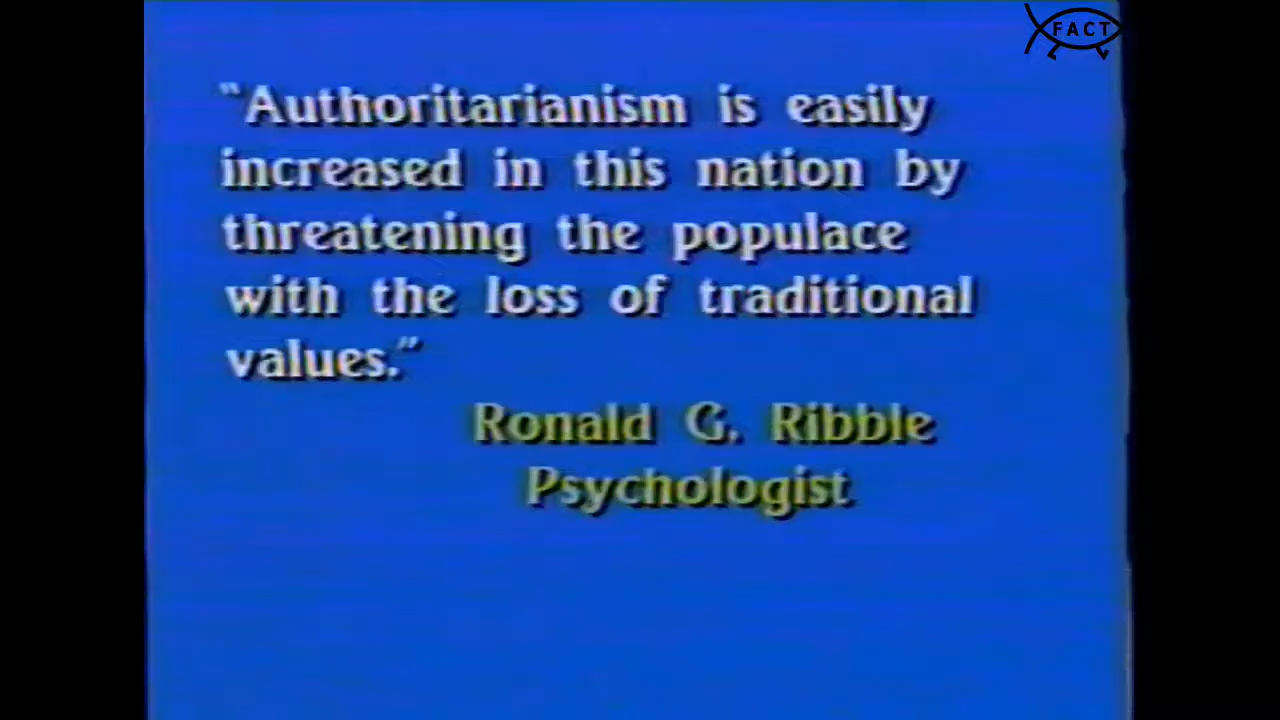 FACT
"Authoritarianism is easily
increased in this nation by
threatening the populace
with the loss of traditional
values."
Ronald G. Ribble
Psychologist